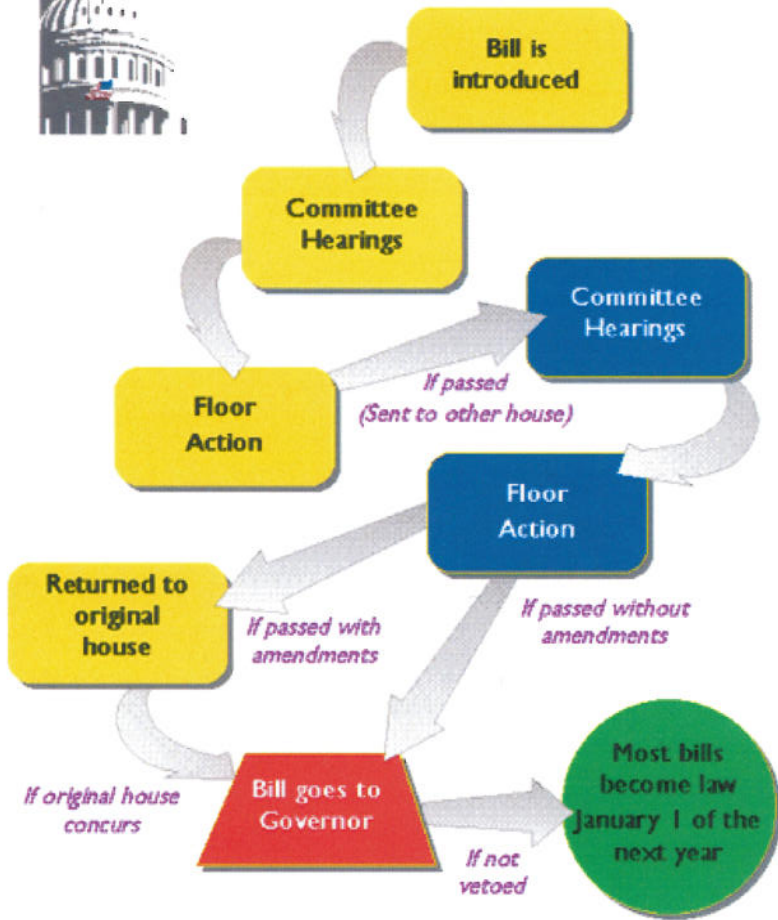 Bill is
introduced
Committee
Hearings
Committee
Hearings
If passed
(Sent to other house)
Floor
Action
Floor
Action
Returned to
original
house
If passed with
amendments
If passed without
amendments
If original house
concurs
Bill goes to
Governor
If not
vetoed
Most bills
become law
January 1 of the
next year